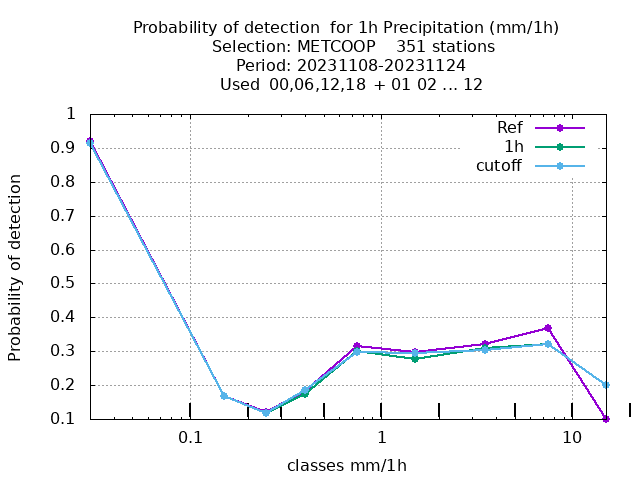 Probability of detection  for 1h Precipitation (mm/1h)
Selection: METCOOP    351 stations
Period: 20231108-20231124
Used  00,06,12,18  + 01 02 ... 12
Probability of detection
1
0.9
0.8
0.7
0.6
0.5
0.4
0.3
0.2
0.1
Ref
1h
cutoff
0.1 1 10
classes mm/1h